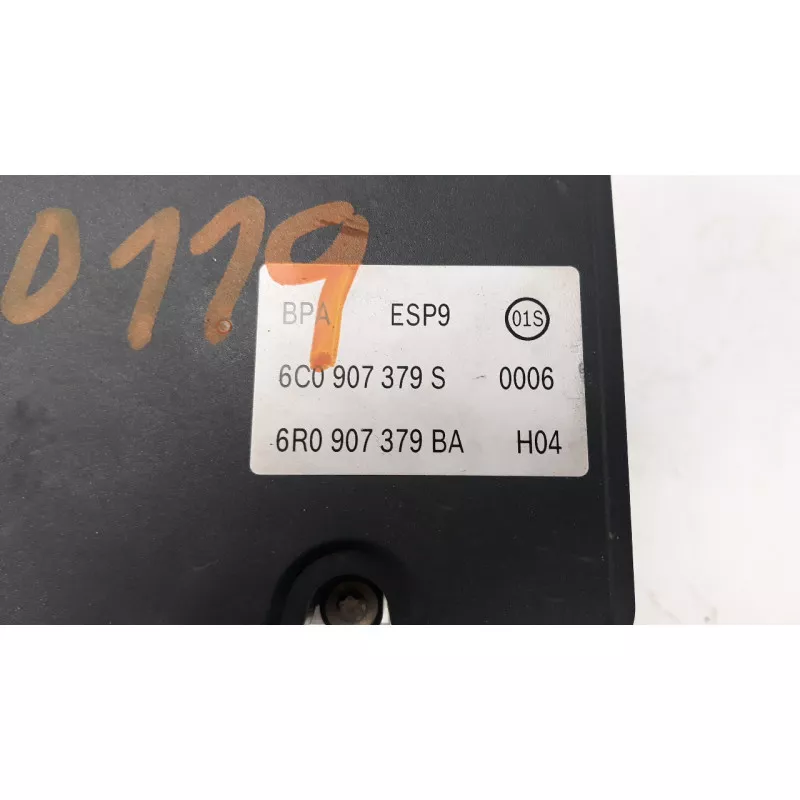 0119
BPA ESP9 01S
6C0 907 379 S 0006
6R0 907 379 BA H04